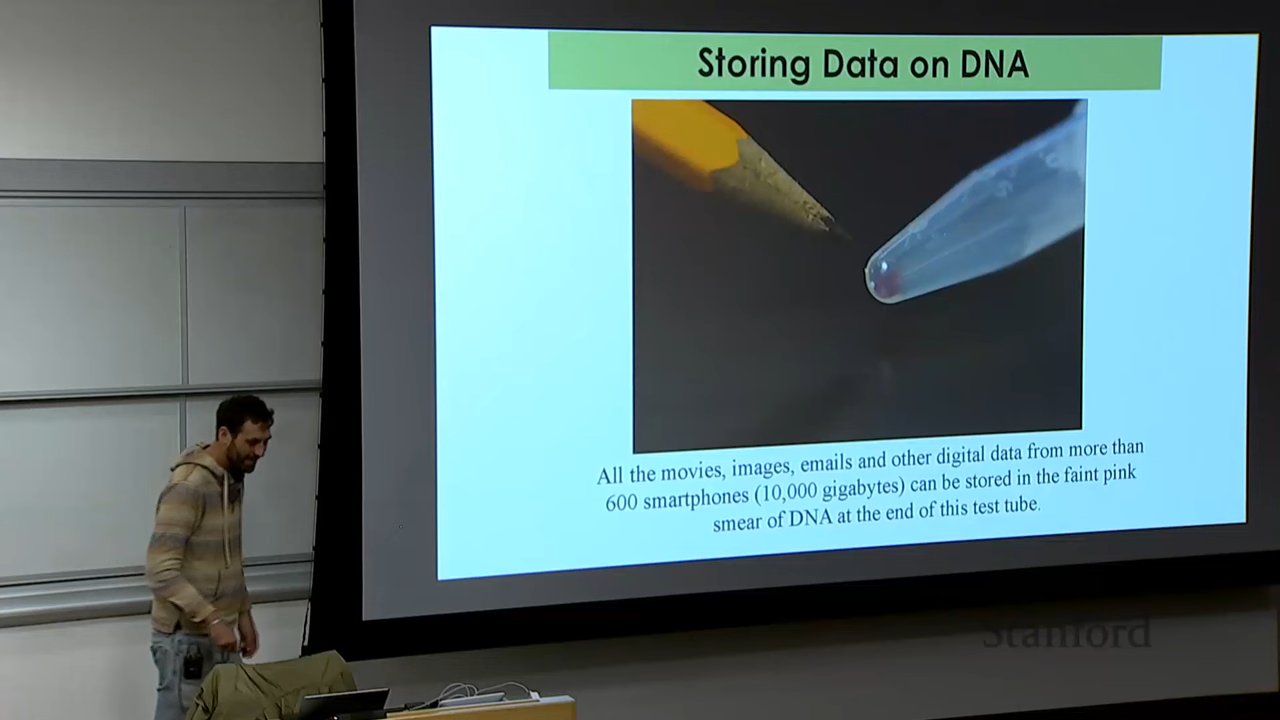 Storing Data on DNA
All the movies, images, emails and other digital data from more than
600 smartphones (10,000 gigabytes) can be stored in the faint pink
smear of DNA at the end of this test tube.
Stanford